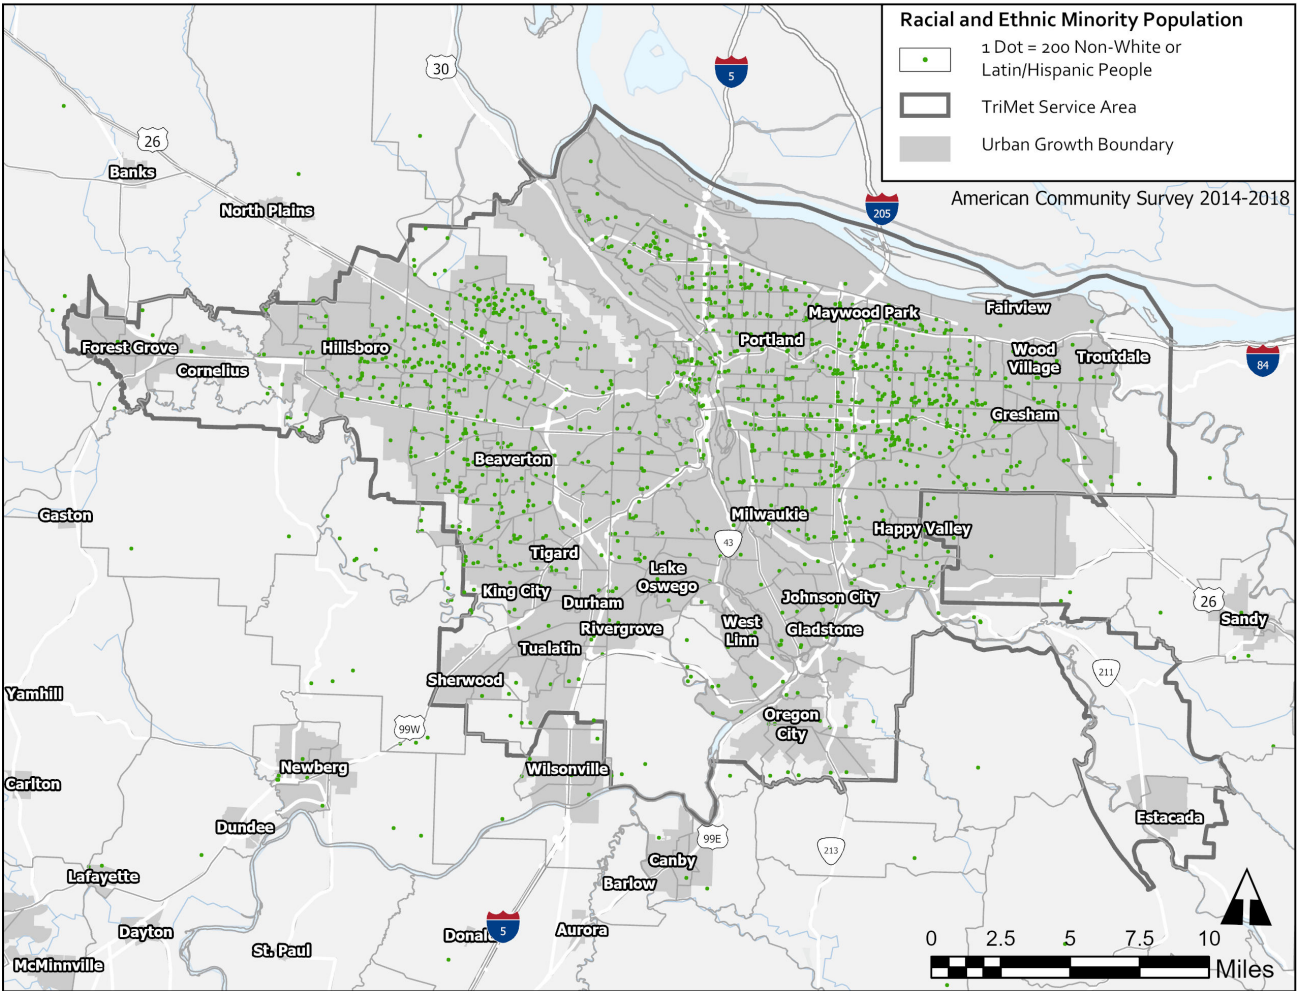 Racial and Ethnic Minority Population
1 Dot = 200 Non-White or
Latin/Hispanic People
TriMet Service Area
Urban Growth Boundary
American Community Survey 2014-2018
30
5
26
Banks
205
North Plains
Fairview
Maywood Park
Portland
Forest Grove
Hillsboro
Wood
Village
Troutdale
84
Cornelius
Gresham
Beaverton
Gaston
Milwaukie
Happy Valley
43
Tigard
Lake
Oswego
King City
Durham
Johnson City
26
Sandy
Rivergrove
West
Linn
Gladstone
Tualatin
211
Sherwood
Yamhill
99W
Oregon
City
Newberg
Wilsonville
Carlton
Dundee
Estacada
99E
213
Canby
Lafayette
Barlow
Dayton
Donald
5
Aurora
St. Paul
McMinnville
0 2.5 5 7.5 10
Miles